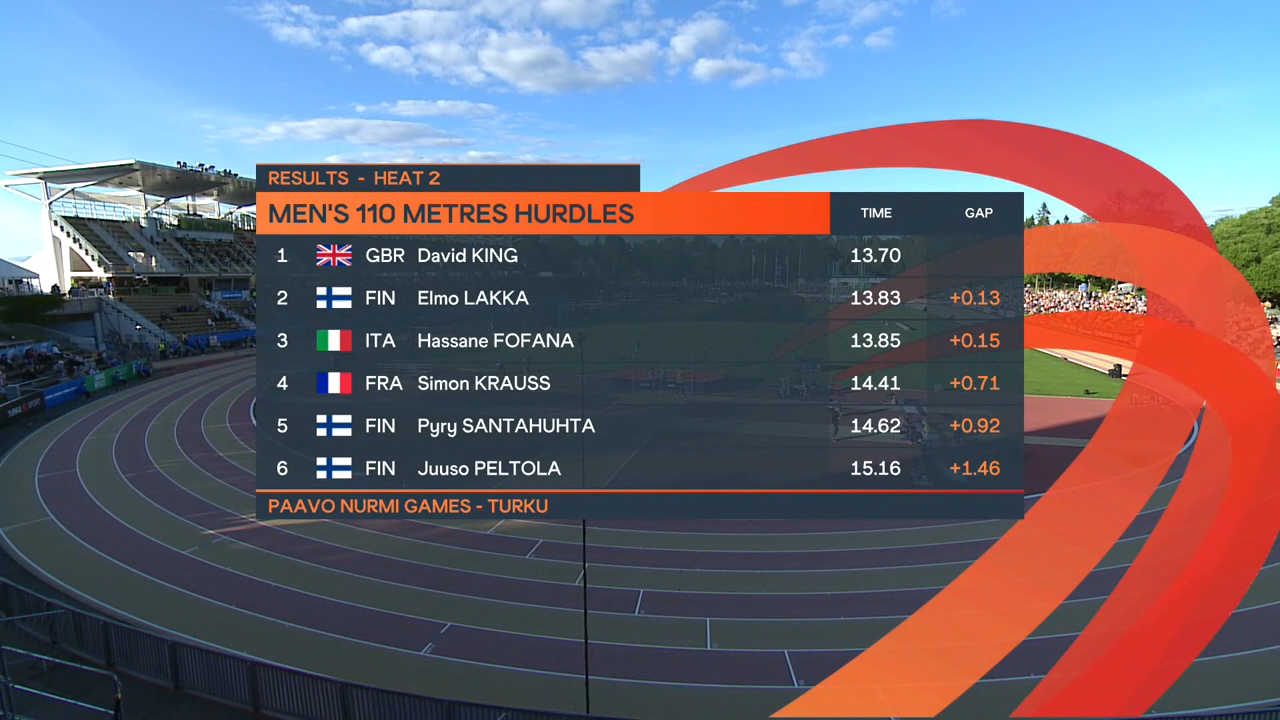 RESULTS - HEAT 2
MEN'S 110 METRES HURDLES TIME GAP
1 GBR David KING 13.70
2 FIN Elmo LAKKA 13.83 +0.13
3 ITA Hassane FOFANA 13.85 +0.15
4 FRA Simon KRAUSS 14.41 +0.71
5 FIN Pyry SANTAHUHTA 14.62 +0.92
6 FIN Juuso PELTOLA 15.16 +1.46
PAAVO NURMI GAMES - TURKU